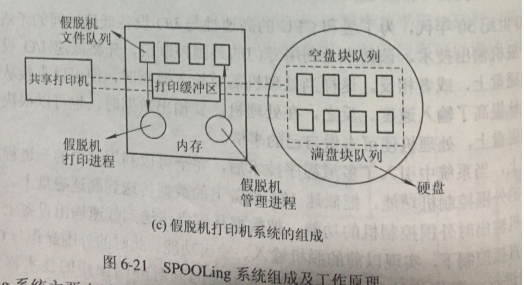 假脱机
文件队列
共享打印机
打印缓冲区
空盘块队列
假脱机
打印进程
内存
满盘块队列
假脱机
管理进程
硬盘
(c) 假脱机打印机系统的组成
图 6-21 SPOOLing 系统组成及工作原理